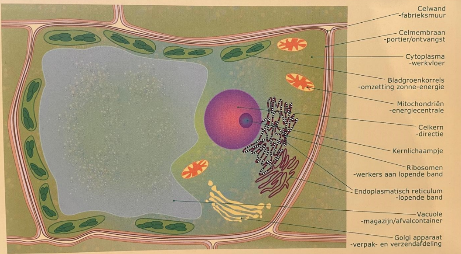 Celwand
-fabrieksmuur
Celmembraan
-portier/ontvangst
Cytoplasma
-werkvloer
Bladgroenkorrels
-omzetting zonne-energie
Mitochondriën
-energiecentrale
Celkern
-directie
Kernlichaampje
Ribosomen
-werkers aan lopende band
Endoplasmatisch reticulum
-lopende band
Vacuole
-magazijn/afvalcontainer
Golgi apparaat
-verpak- en verzendafdeling